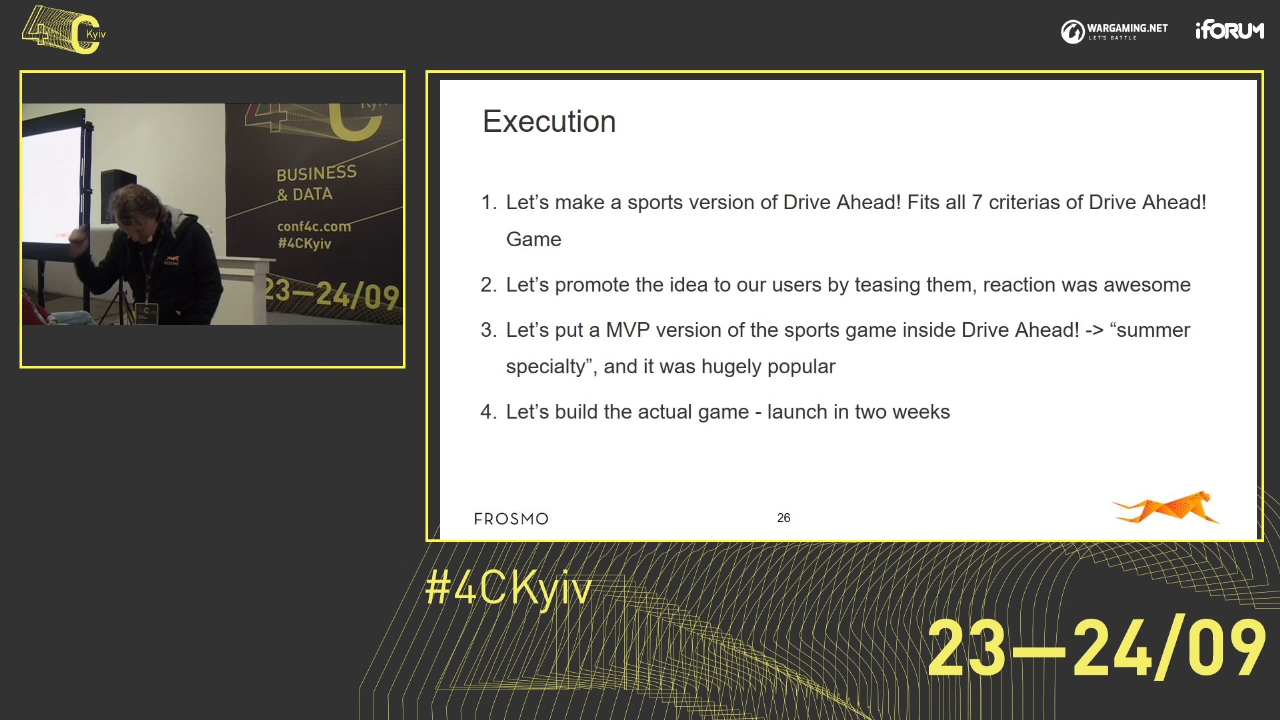 4C Kyiv
WARGAMING.NET
LET'S BATTLE
iFORUM
4C Kyiv
BUSINESS
& DATA
conf4c.com
#4CKyiv
23—24/09
FROSMO
Execution
1. Let’s make a sports version of Drive Ahead! Fits all 7 criterias of Drive Ahead!
Game
2. Let’s promote the idea to our users by teasing them, reaction was awesome
3. Let’s put a MVP version of the sports game inside Drive Ahead! -> “summer
specialty”, and it was hugely popular
4. Let’s build the actual game - launch in two weeks
FROSMO
26
#4CKyiv
23—24/09